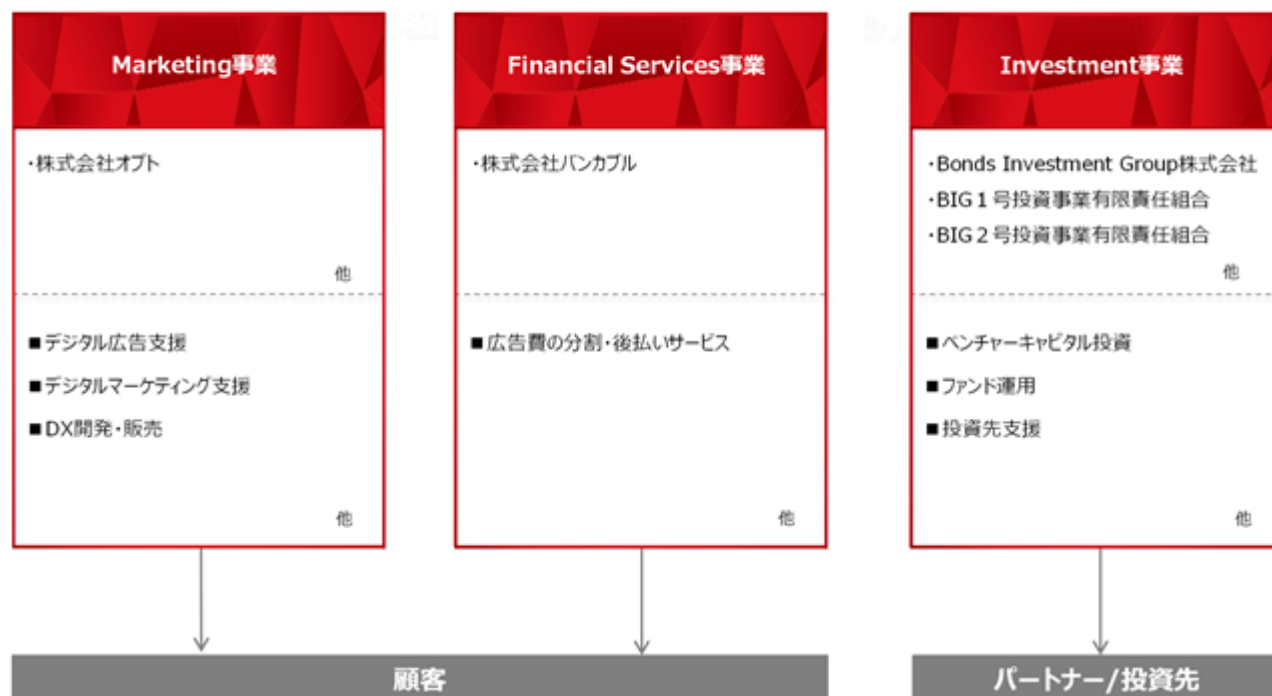 Marketing事業
・株式会社オプト
他
■デジタル広告支援
■デジタルマーケティング支援
■DX開発・販売
他
Financial Services事業
・株式会社バンカブル
■広告費の分割・後払いサービス
他
Investment事業
・Bonds Investment Group株式会社
・BIG１号投資事業有限責任組合
・BIG２号投資事業有限責任組合
他
■ベンチャーキャピタル投資
■ファンド運用
■投資先支援
他
顧客
パートナー/投資先